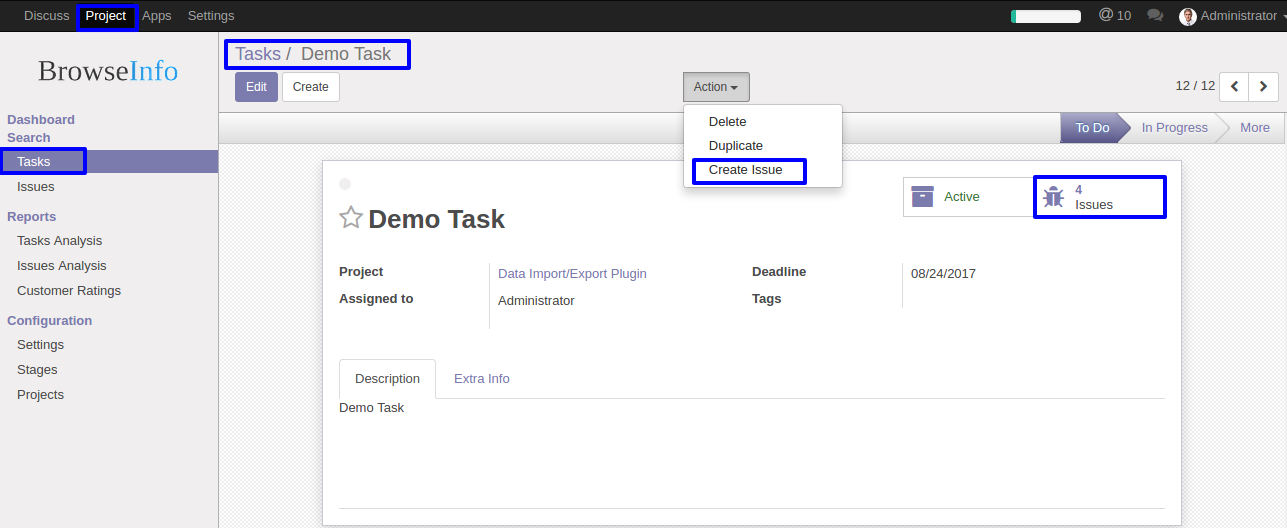 Discuss Project Apps Settings @ 10 Administrator
BrowseInfo
Tasks / Demo Task
Edit Create Action 12 / 12
Dashboard
Search
Tasks
Issues
Reports
Tasks Analysis
Issues Analysis
Customer Ratings
Configuration
Settings
Stages
Projects
Delete
Duplicate
Create Issue
To Do In Progress More
Active
4
Issues
Demo Task
Project Data Import/Export Plugin Deadline 08/24/2017
Assigned to Administrator Tags
Description Extra Info
Demo Task